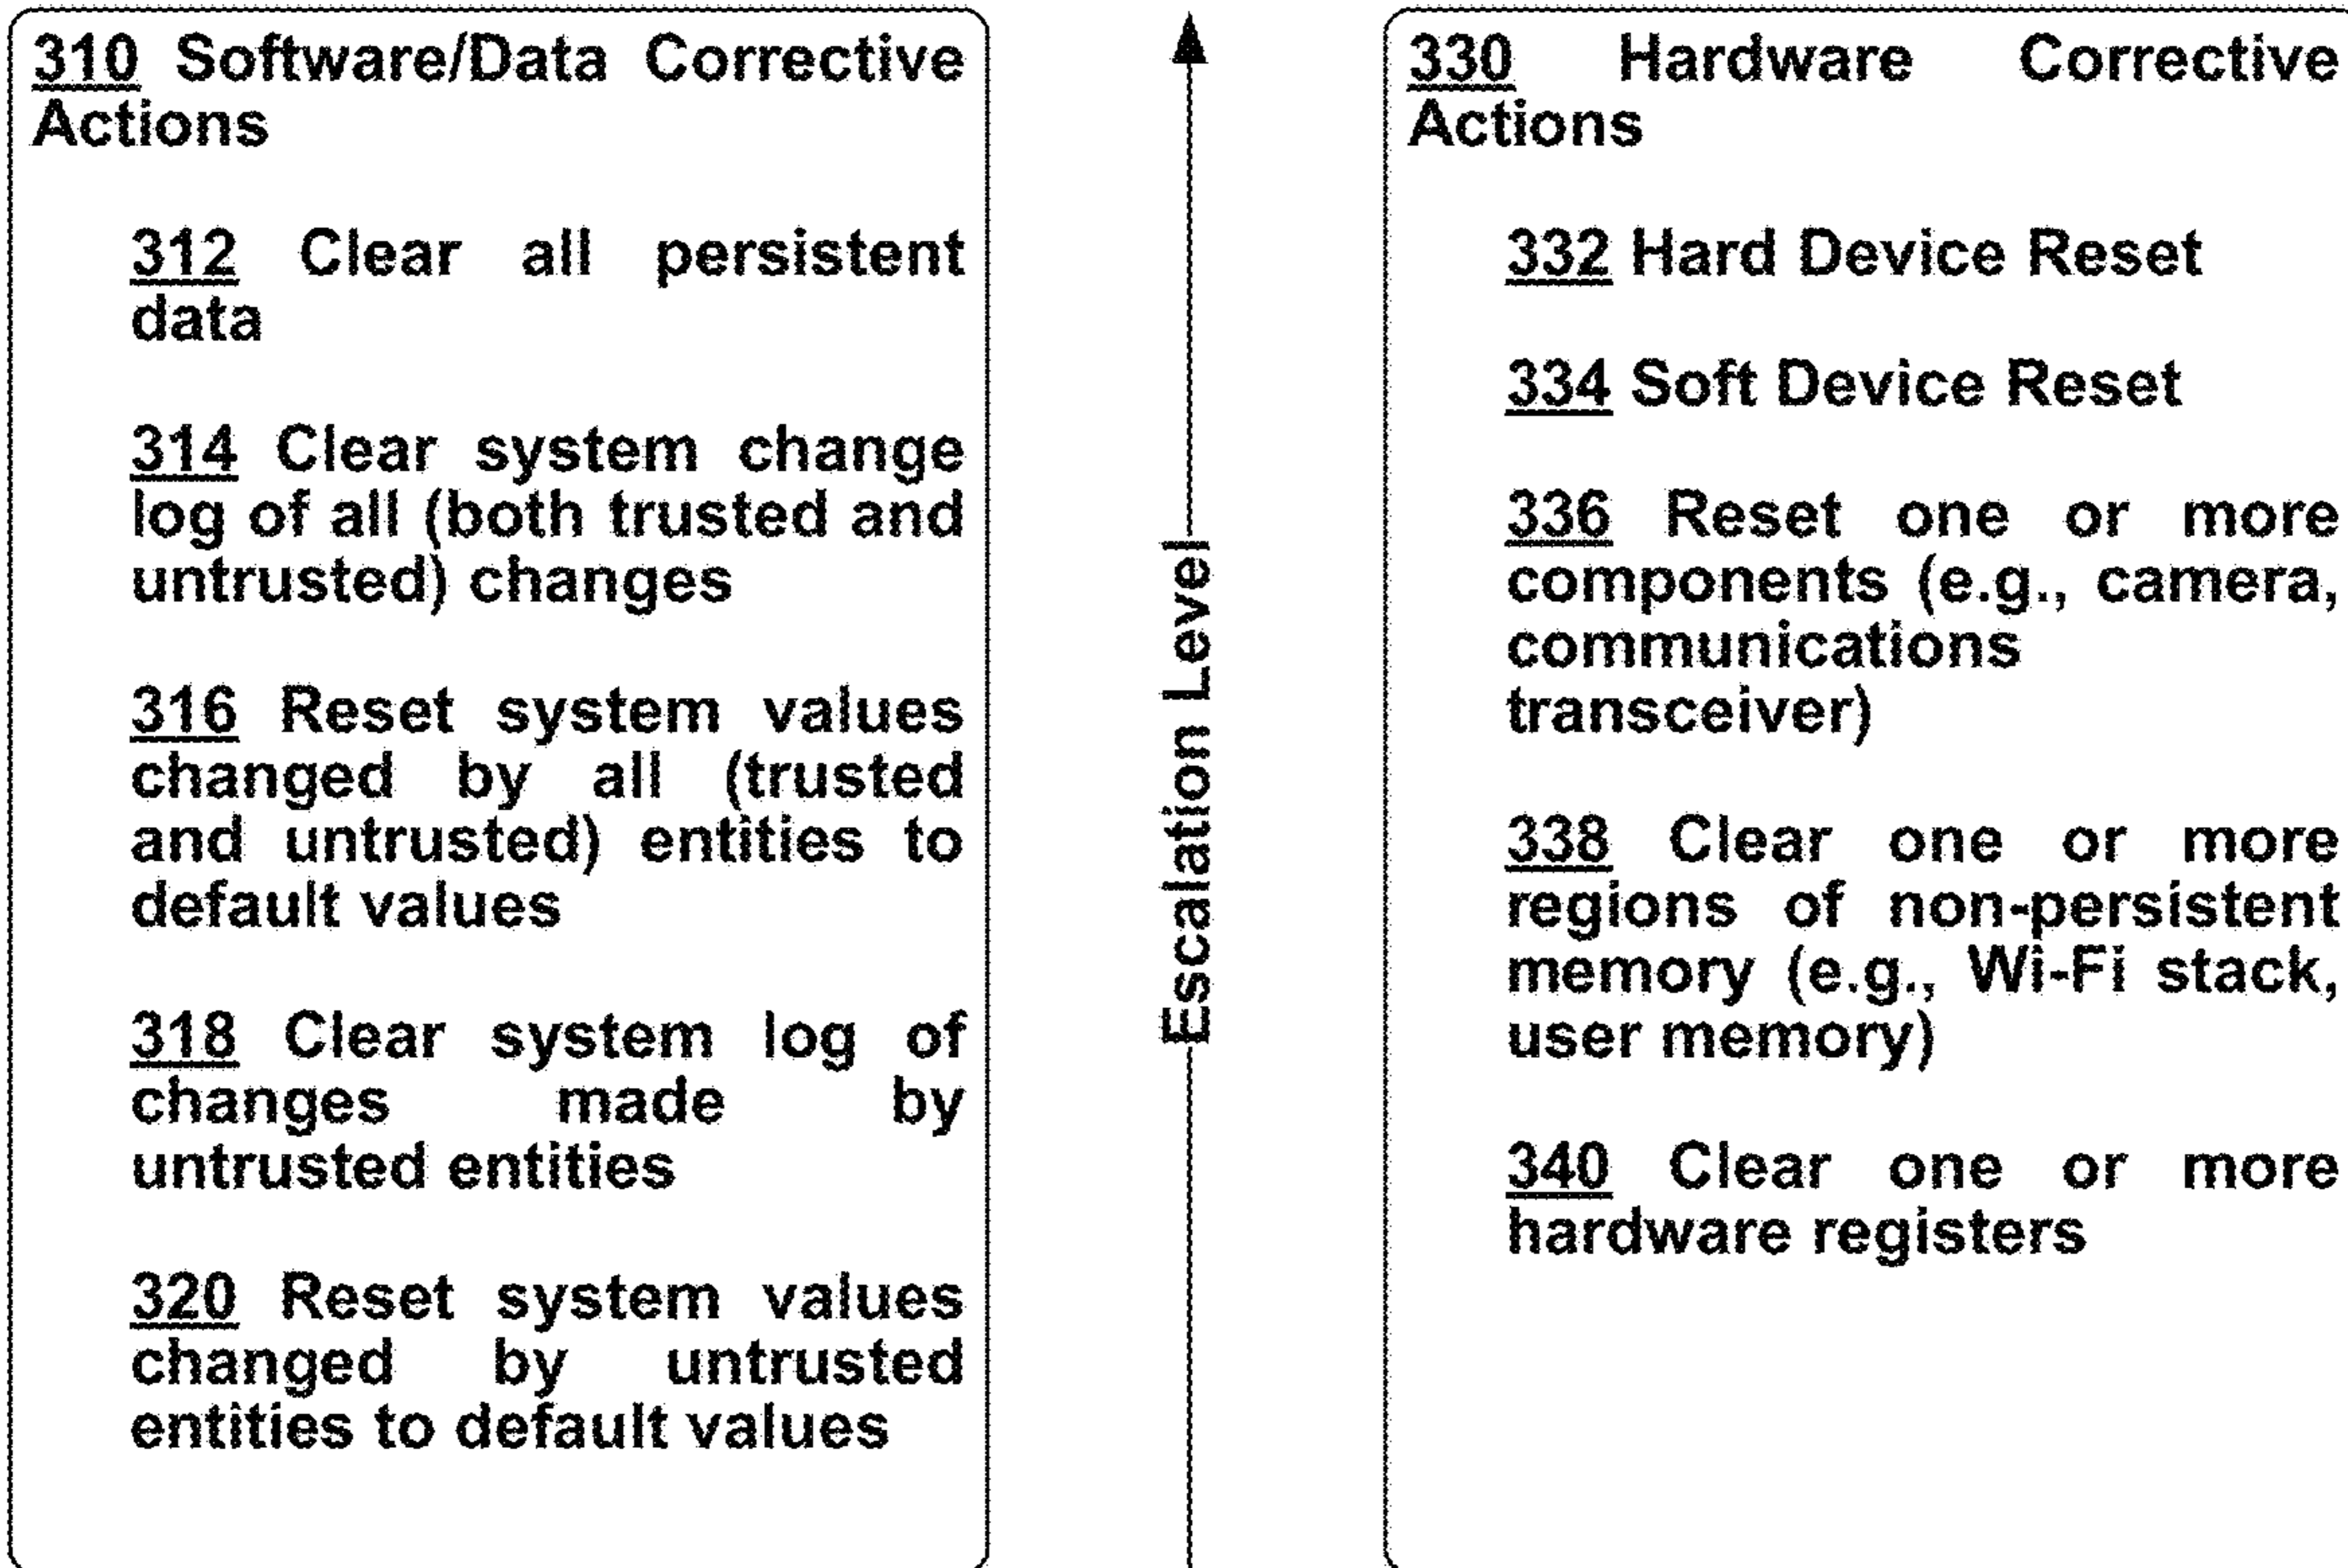 310 Software/Data Corrective
Actions
312 Clear all persistent
data
314 Clear system change
log of all (both trusted and
untrusted) changes
316 Reset system values
changed by all (trusted
and untrusted) entities to
default values
318 Clear system log of
changes made by
untrusted entities
320 Reset system values
changed by untrusted
entities to default values
Escalation Level
330 Hardware Corrective
Actions
332 Hard Device Reset
334 Soft Device Reset
336 Reset one or more
components (e.g., camera,
communications
transceiver)
338 Clear one or more
regions of non-persistent
memory (e.g., Wi-Fi stack,
user memory)
340 Clear one or more
hardware registers